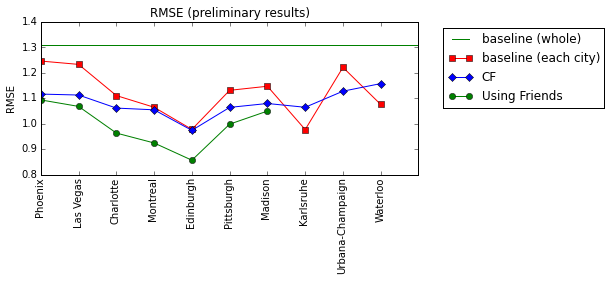 RMSE (preliminary results)
RMSE
1.4
1.3
1.2
1.1
1.0
0.9
0.8
Phoenix
Las Vegas
Charlotte
Montreal
Edinburgh
Pittsburgh
Madison
Karlsruhe
Urbana-Champaign
Waterloo
baseline (whole)
baseline (each city)
CF
Using Friends